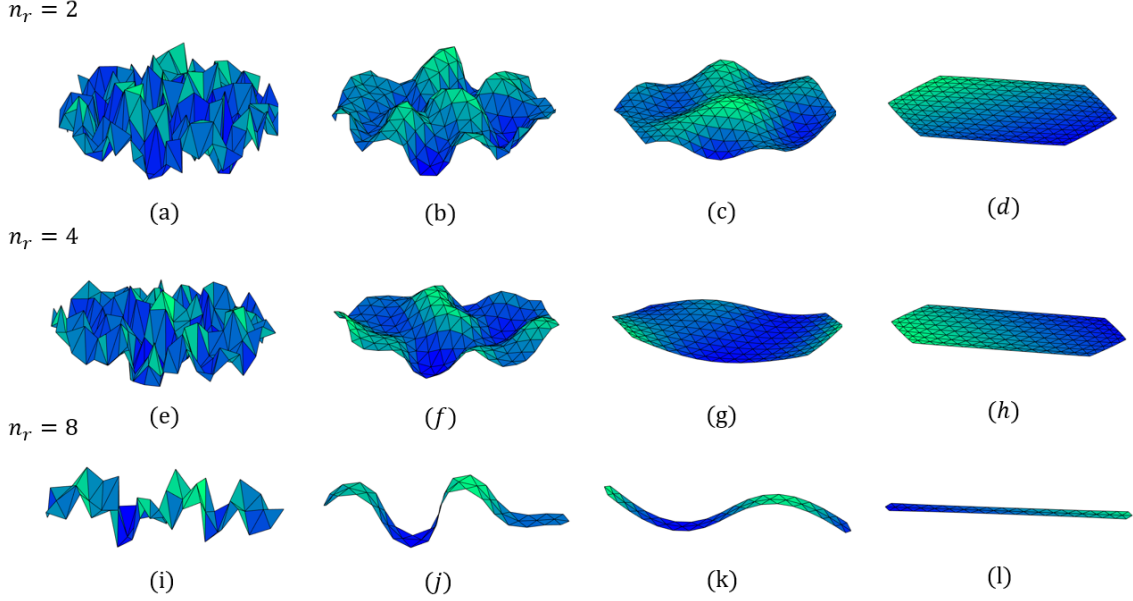 n_r = 2
(a) (b) (c) (d)
n_r = 4
(e) (f) (g) (h)
n_r = 8
(i) (j) (k) (l)